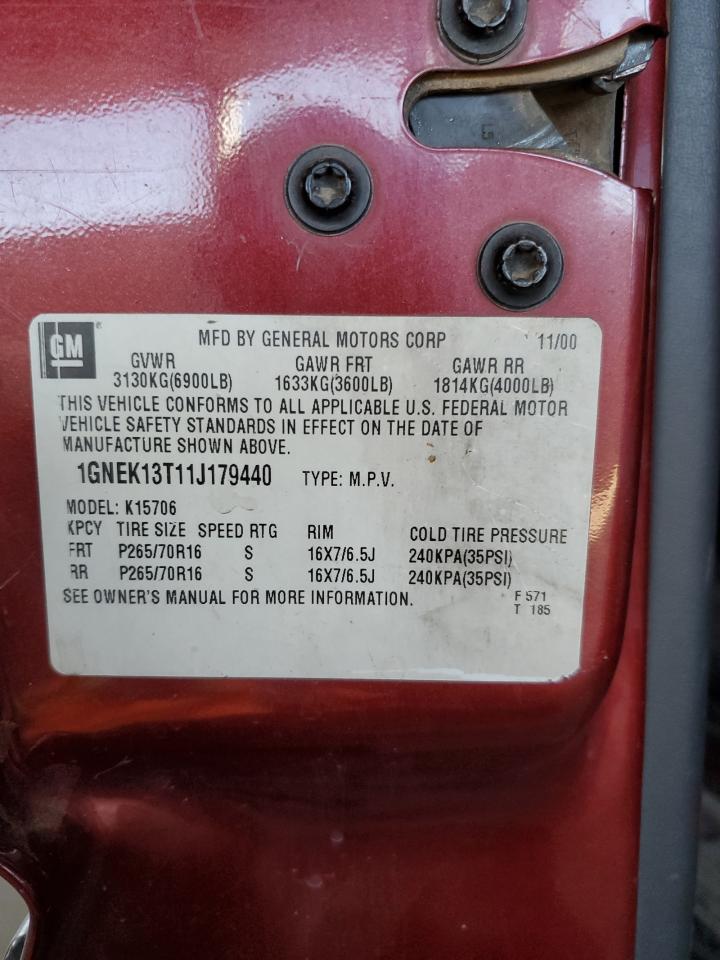 L5
GM
MFD BY GENERAL MOTORS CORP 11/00
GVWR GAWR FRT GAWR RR
3130KG(6900LB) 1633KG(3600LB) 1814KG(4000LB)
THIS VEHICLE CONFORMS TO ALL APPLICABLE U.S. FEDERAL MOTOR
VEHICLE SAFETY STANDARDS IN EFFECT ON THE DATE OF
MANUFACTURE SHOWN ABOVE.
1GNEK13T11J179440 TYPE: M.P.V.
MODEL: K15706
KPCY TIRE SIZE SPEED RTG RIM COLD TIRE PRESSURE
FRT P265/70R16 S 16X7/6.5J 240KPA(35PSI)
RR P265/70R16 S 16X7/6.5J 240KPA(35PSI)
SEE OWNER'S MANUAL FOR MORE INFORMATION. F 571
T 185